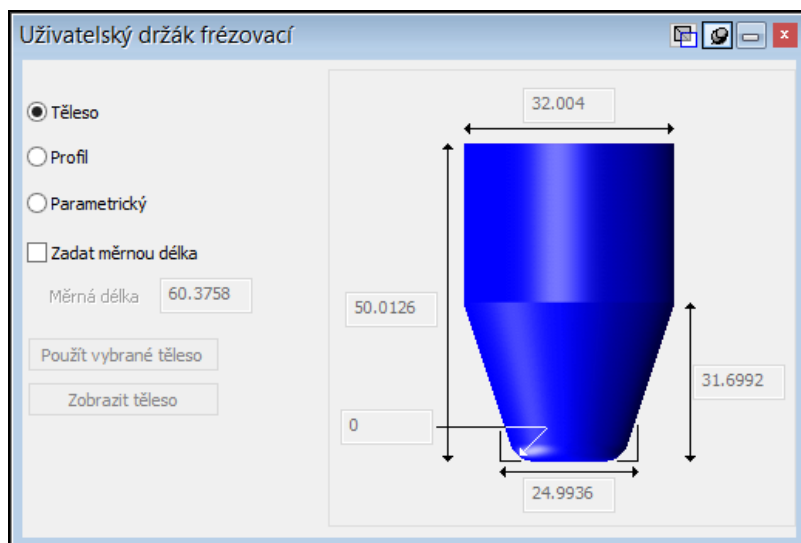 Uživatelský držák frézovací
Těleso
Profil
Parametrický
Zadat měrnou délka
Měrná délka 60.3758
Použít vybrané těleso
Zobrazit těleso
32.004
50.0126
31.6992
0
24.9936